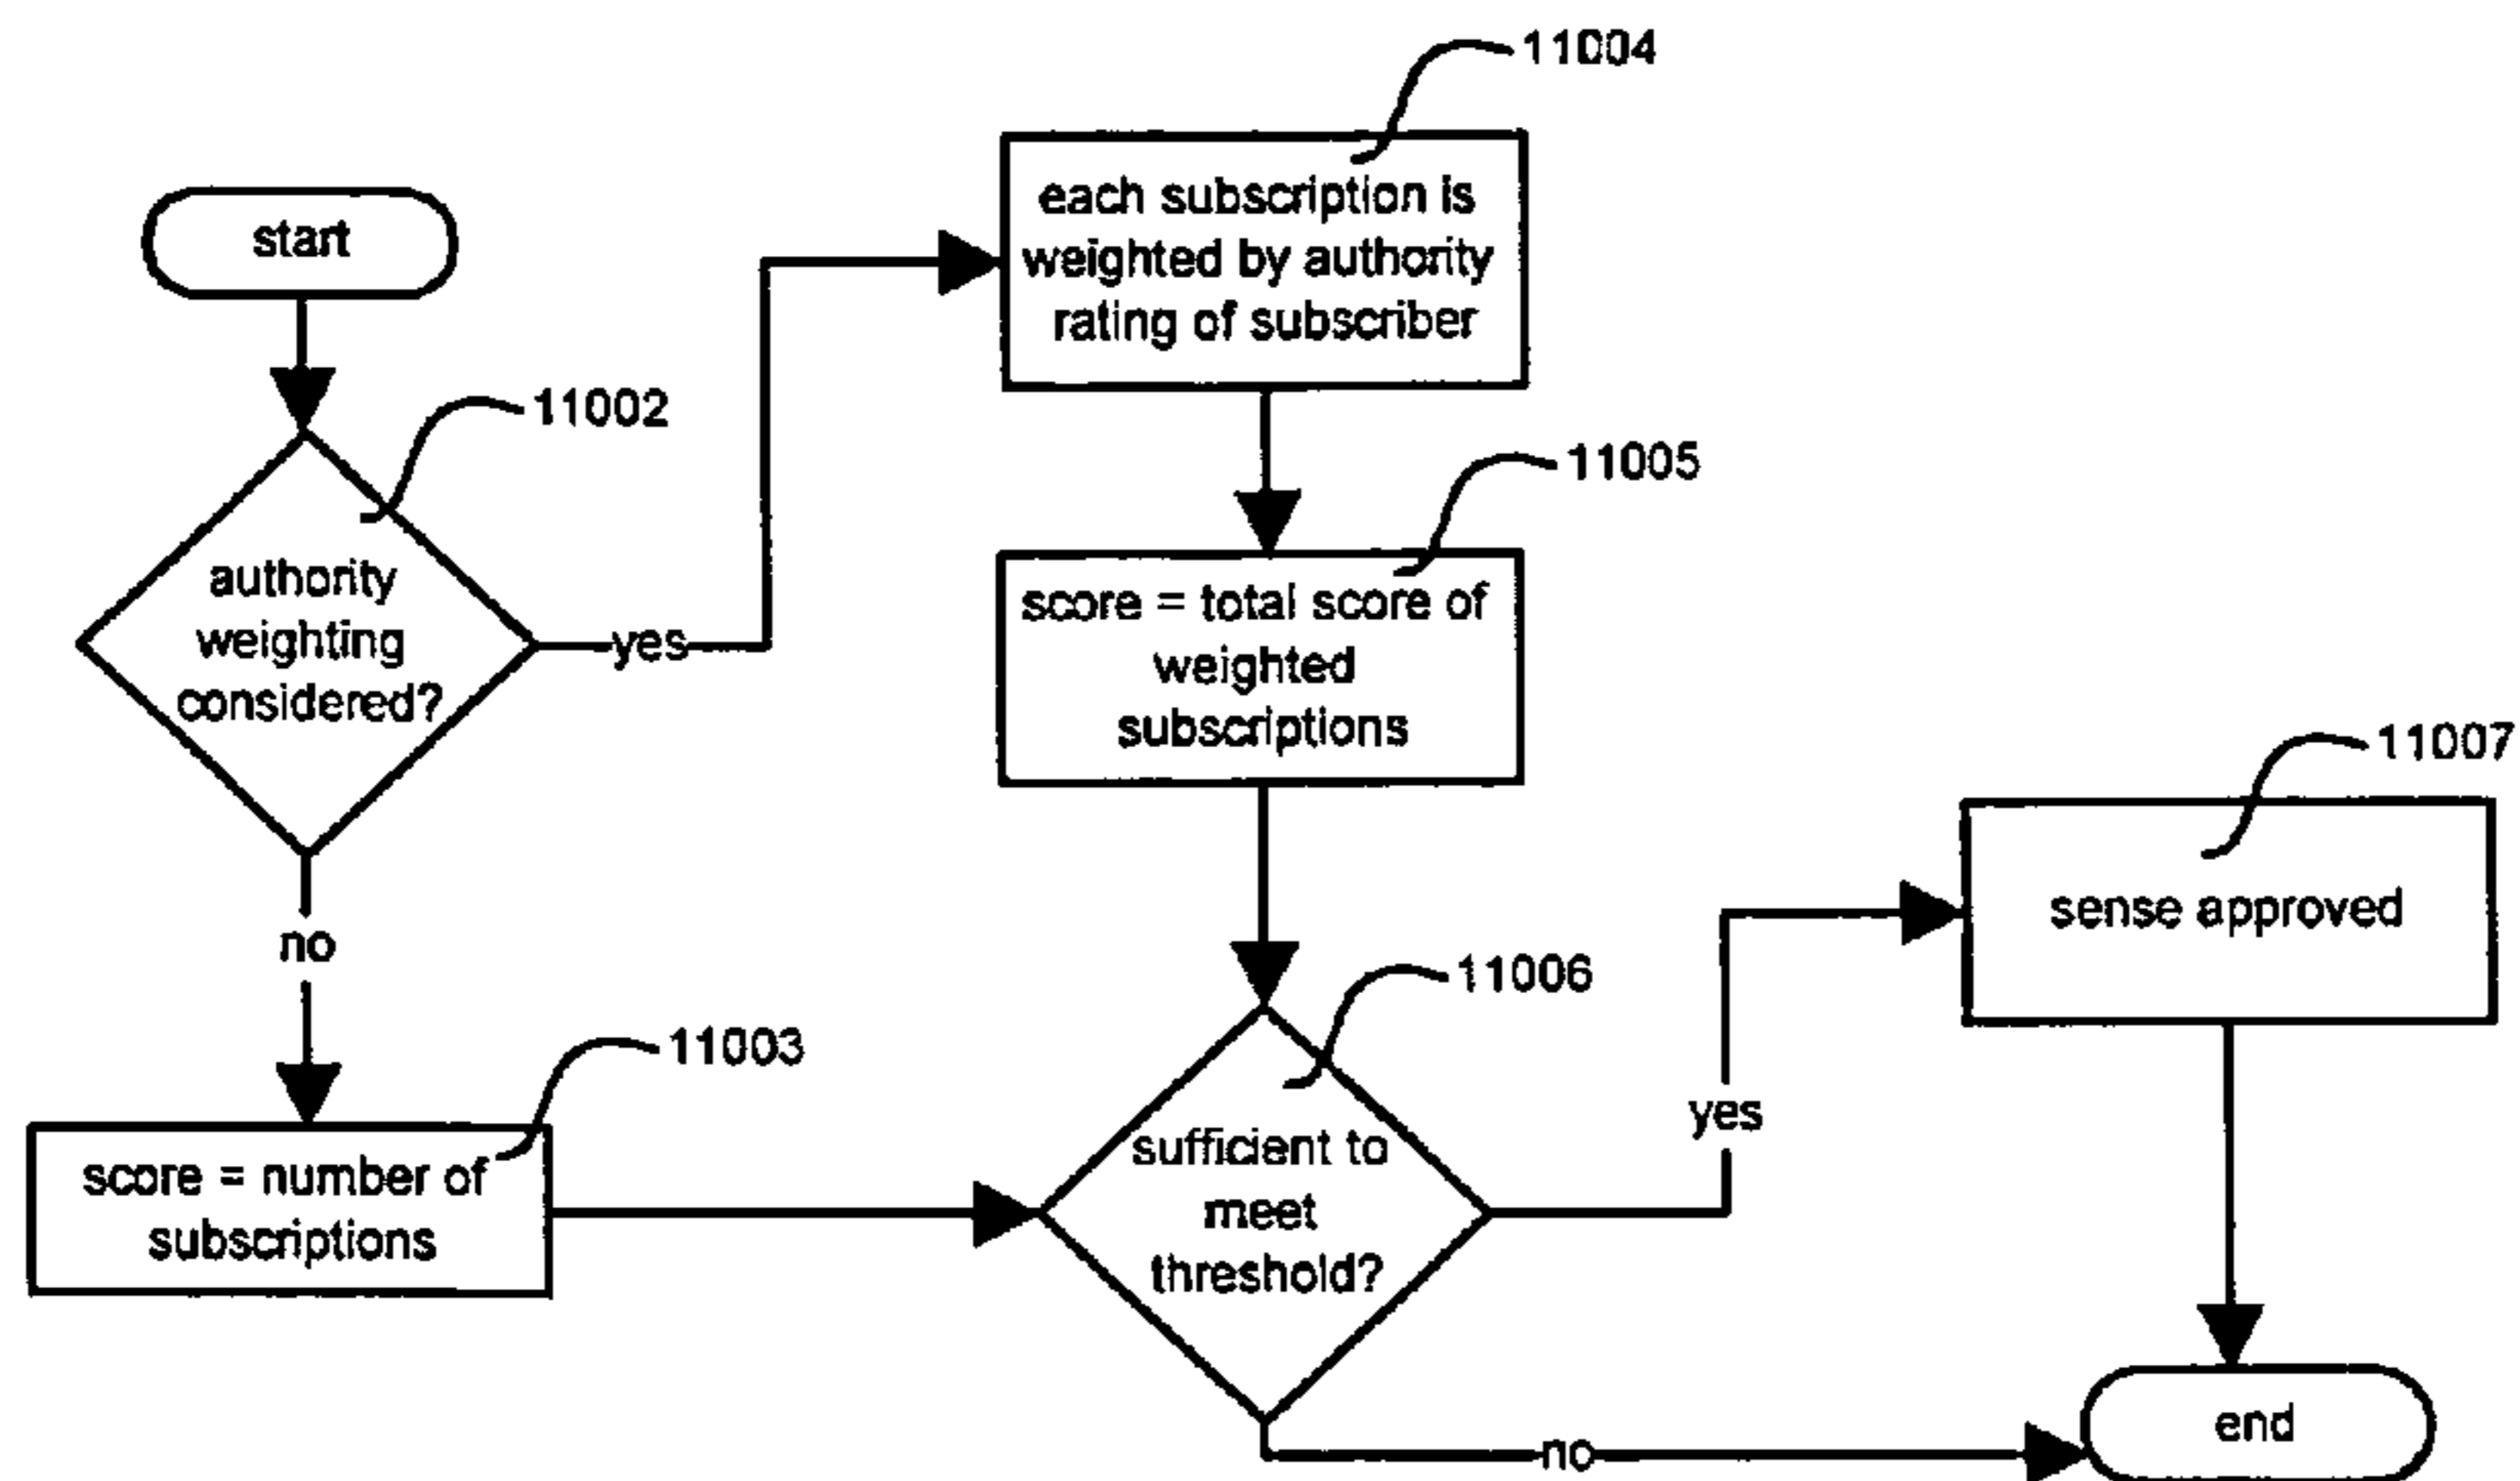 start
11002
authority
weighting
considered?
yes
no
11003
score = number of
subscriptions
11004
each subscription is
weighted by authority
rating of subscriber
11005
score = total score of
weighted
subscriptions
11006
sufficient to
meet
threshold?
yes
no
11007
sense approved
end